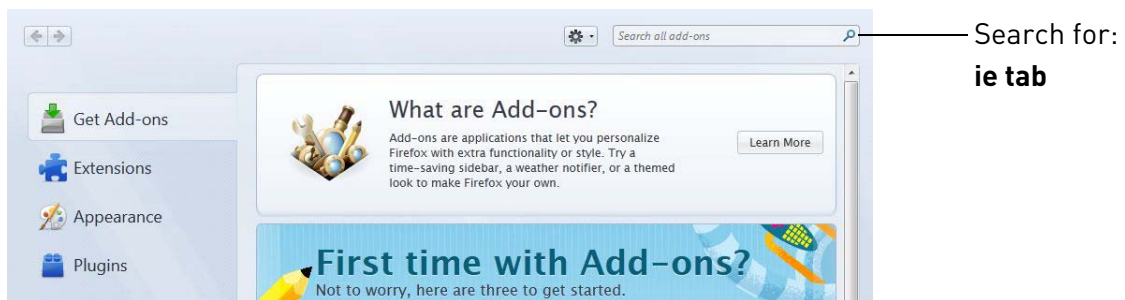 Search all add-ons
Search for:
ie tab
Get Add-ons
Extensions
Appearance
Plugins
What are Add-ons?
Add-ons are applications that let you personalize
Firefox with extra functionality or style. Try a
time-saving sidebar, a weather notifier, or a themed
look to make Firefox your own.
Learn More
First time with Add-ons?
Not to worry, here are three to get started.